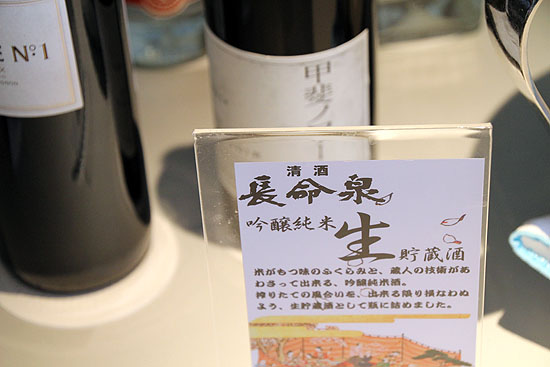 E Nº1
甲斐ノ
清酒
長命泉
吟醸純米 生 貯蔵酒
米がもつ味のふくらみと、蔵人の技術があ
わさって出来る、吟醸純米酒。
搾りたての風合いを、出来る限り損なわぬ
よう、生貯蔵酒として瓶に詰めました。